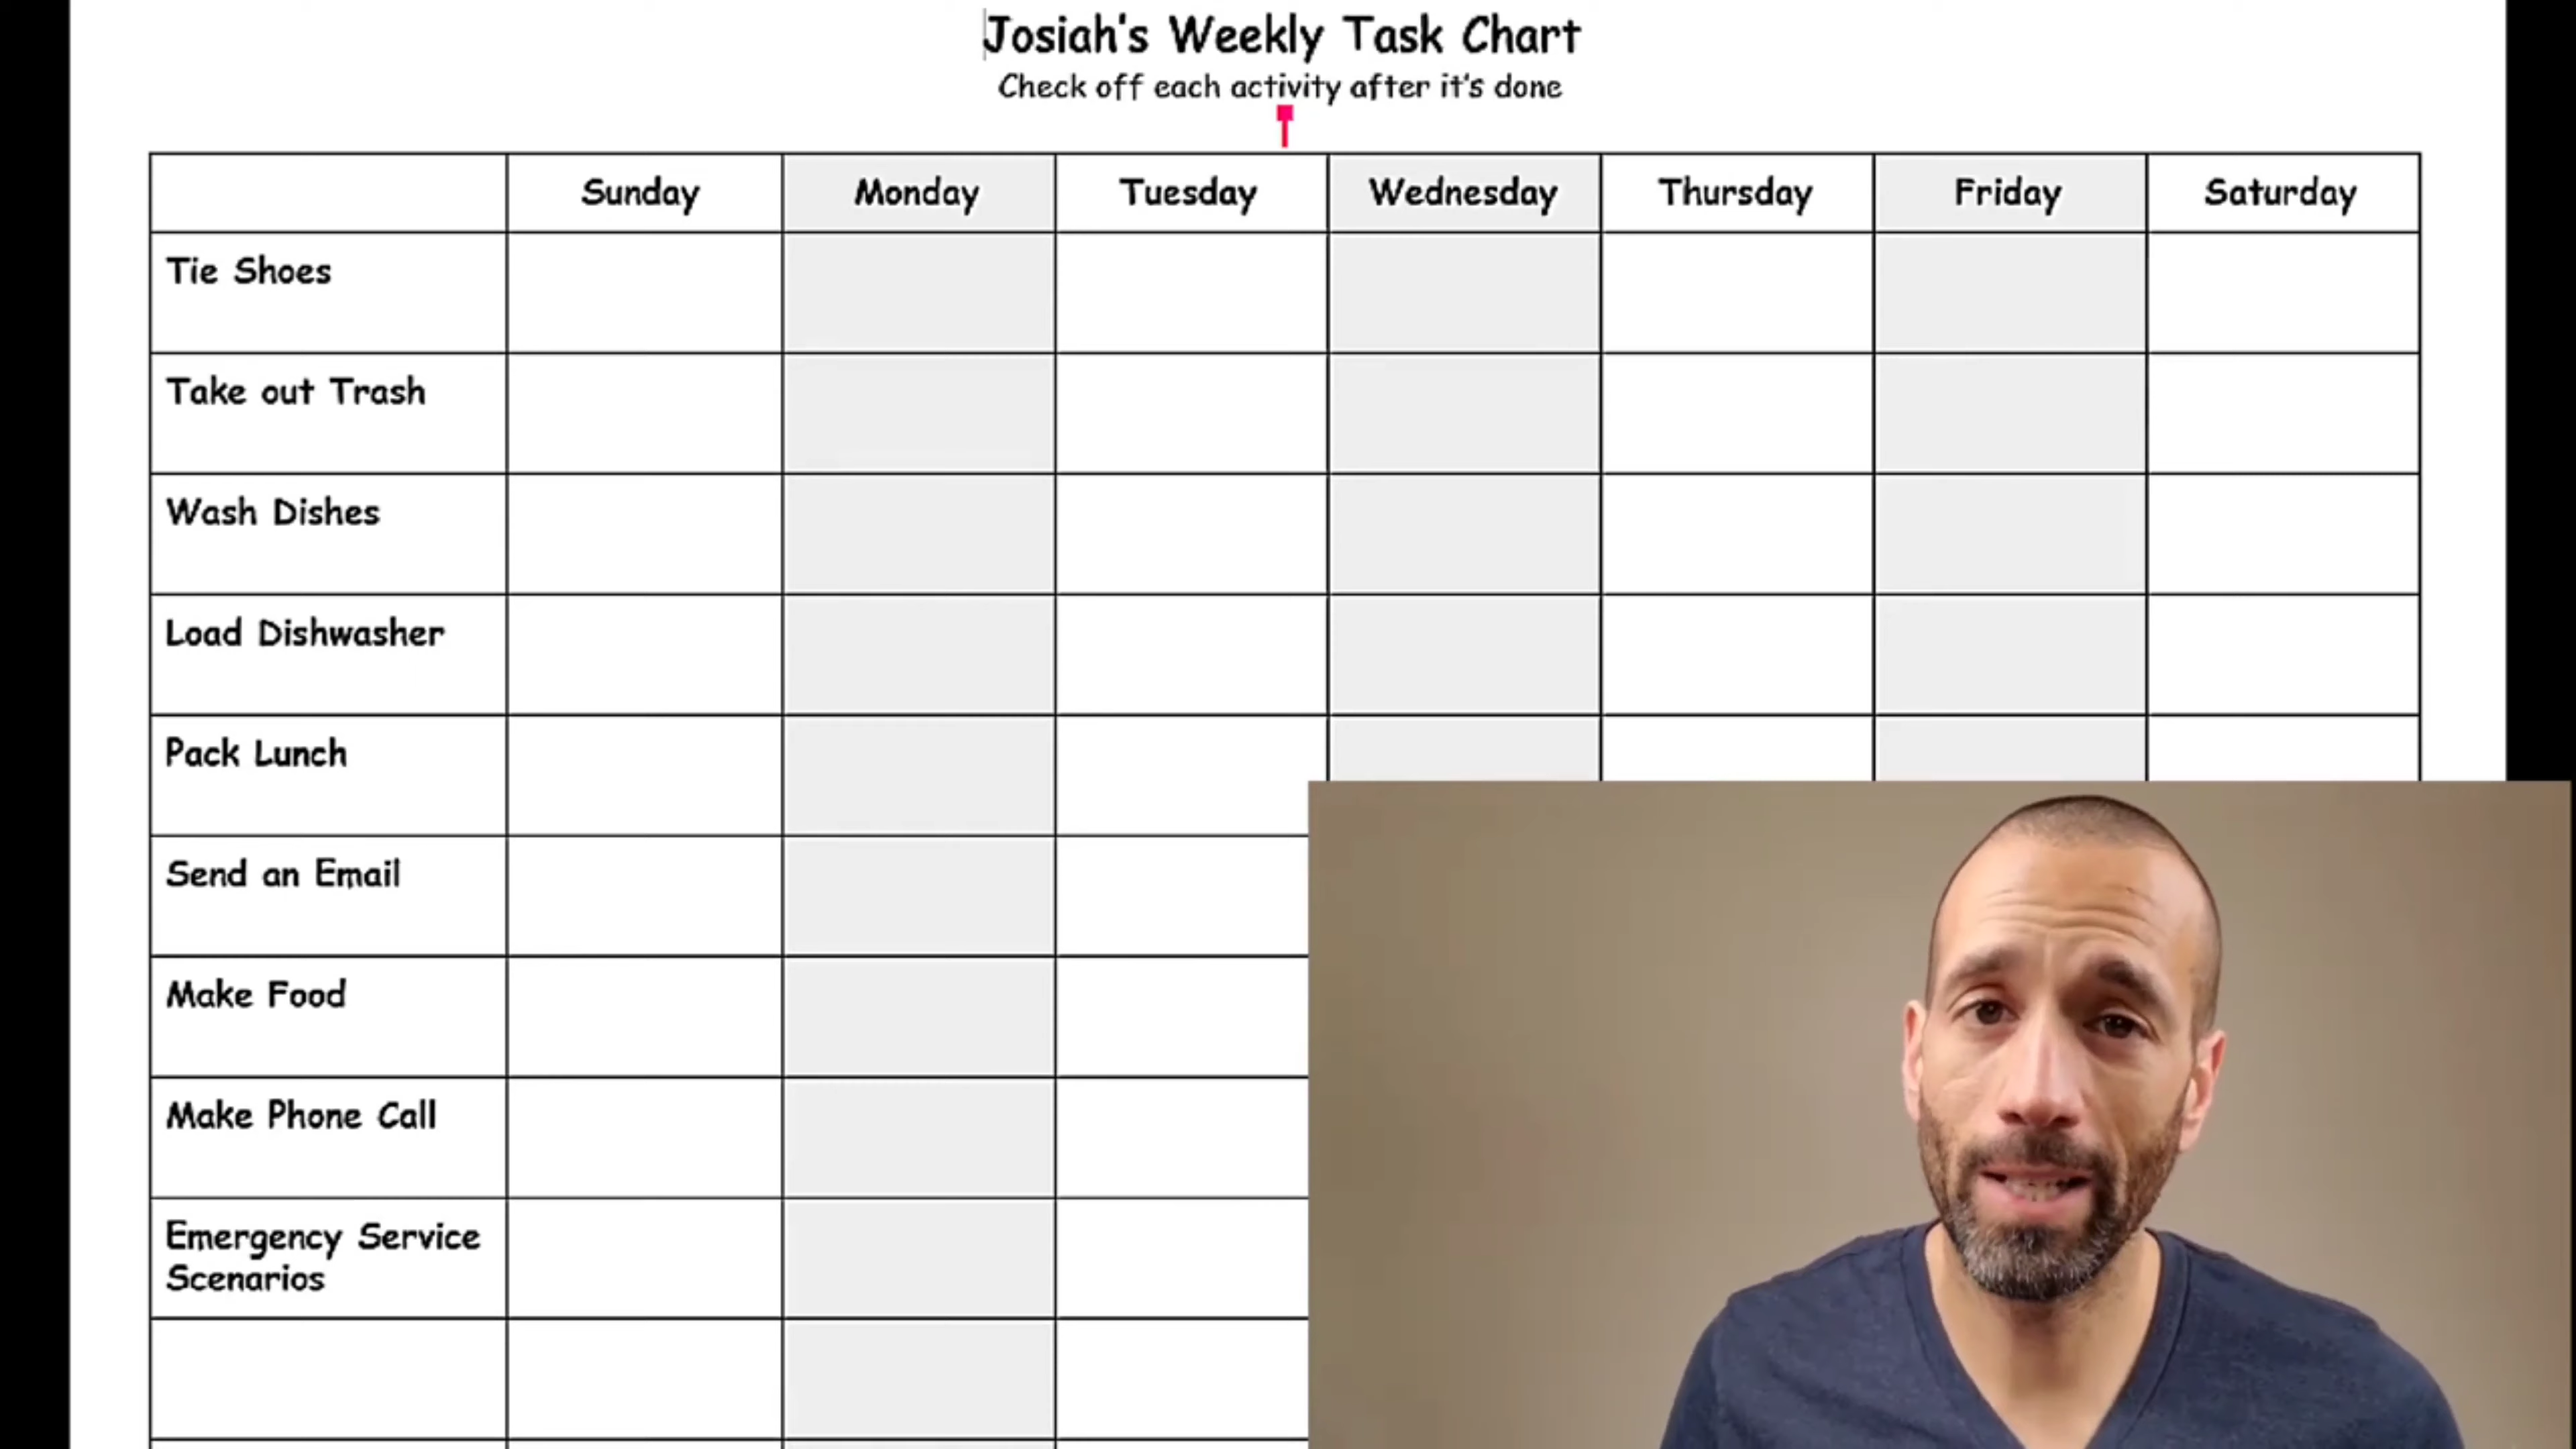 Josiah's Weekly Task Chart
Check off each activity after it's done
Sunday Monday Tuesday Wednesday Thursday Friday Saturday
Tie Shoes
Take out Trash
Wash Dishes
Load Dishwasher
Pack Lunch
Send an Email
Make Food
Make Phone Call
Emergency Service
Scenarios